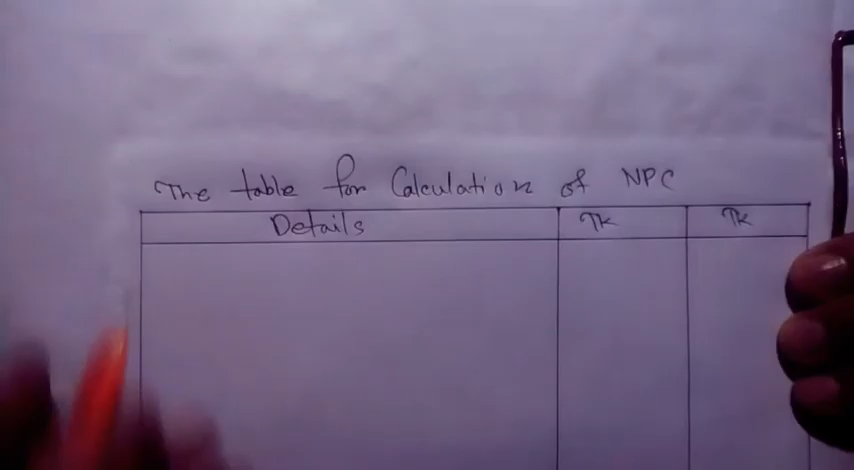 The table for Calculation of NPC
Details Tk Tk